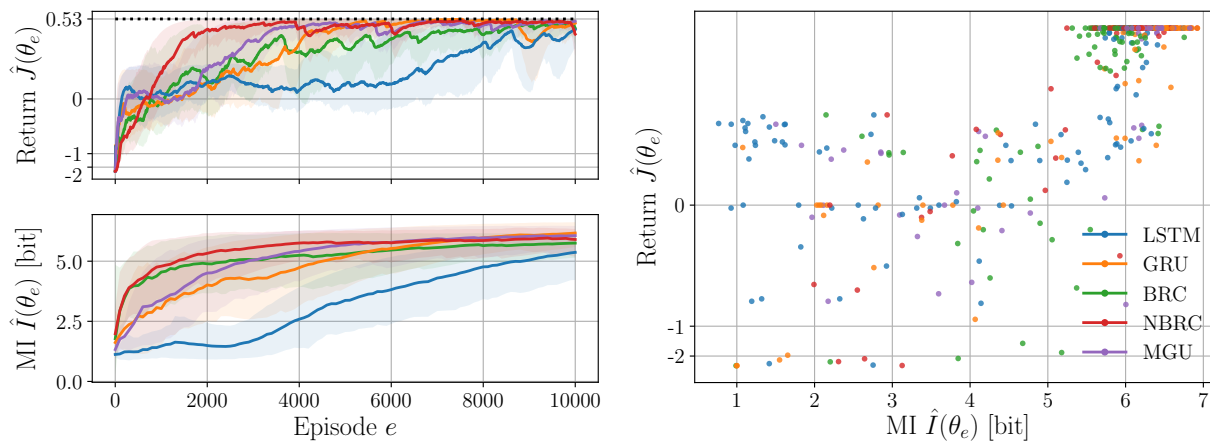 Return Ĵ(θₑ)
0.53
0
-1
-2
MI Î(θₑ) [bit]
5.0
2.5
0.0
0 2000 4000 6000 8000 10000
Episode e
Return Ĵ(θₑ)
0
-1
-2
LSTM
GRU
BRC
NBRC
MGU
1 2 3 4 5 6 7
MI Î(θₑ) [bit]